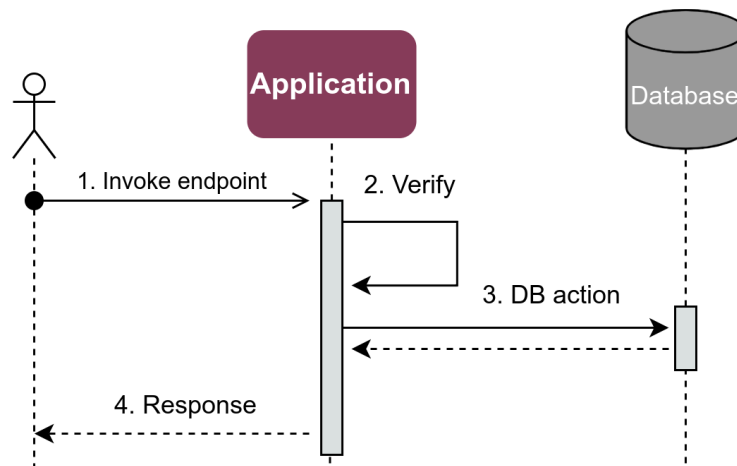 Application
Database
1. Invoke endpoint
2. Verify
3. DB action
4. Response